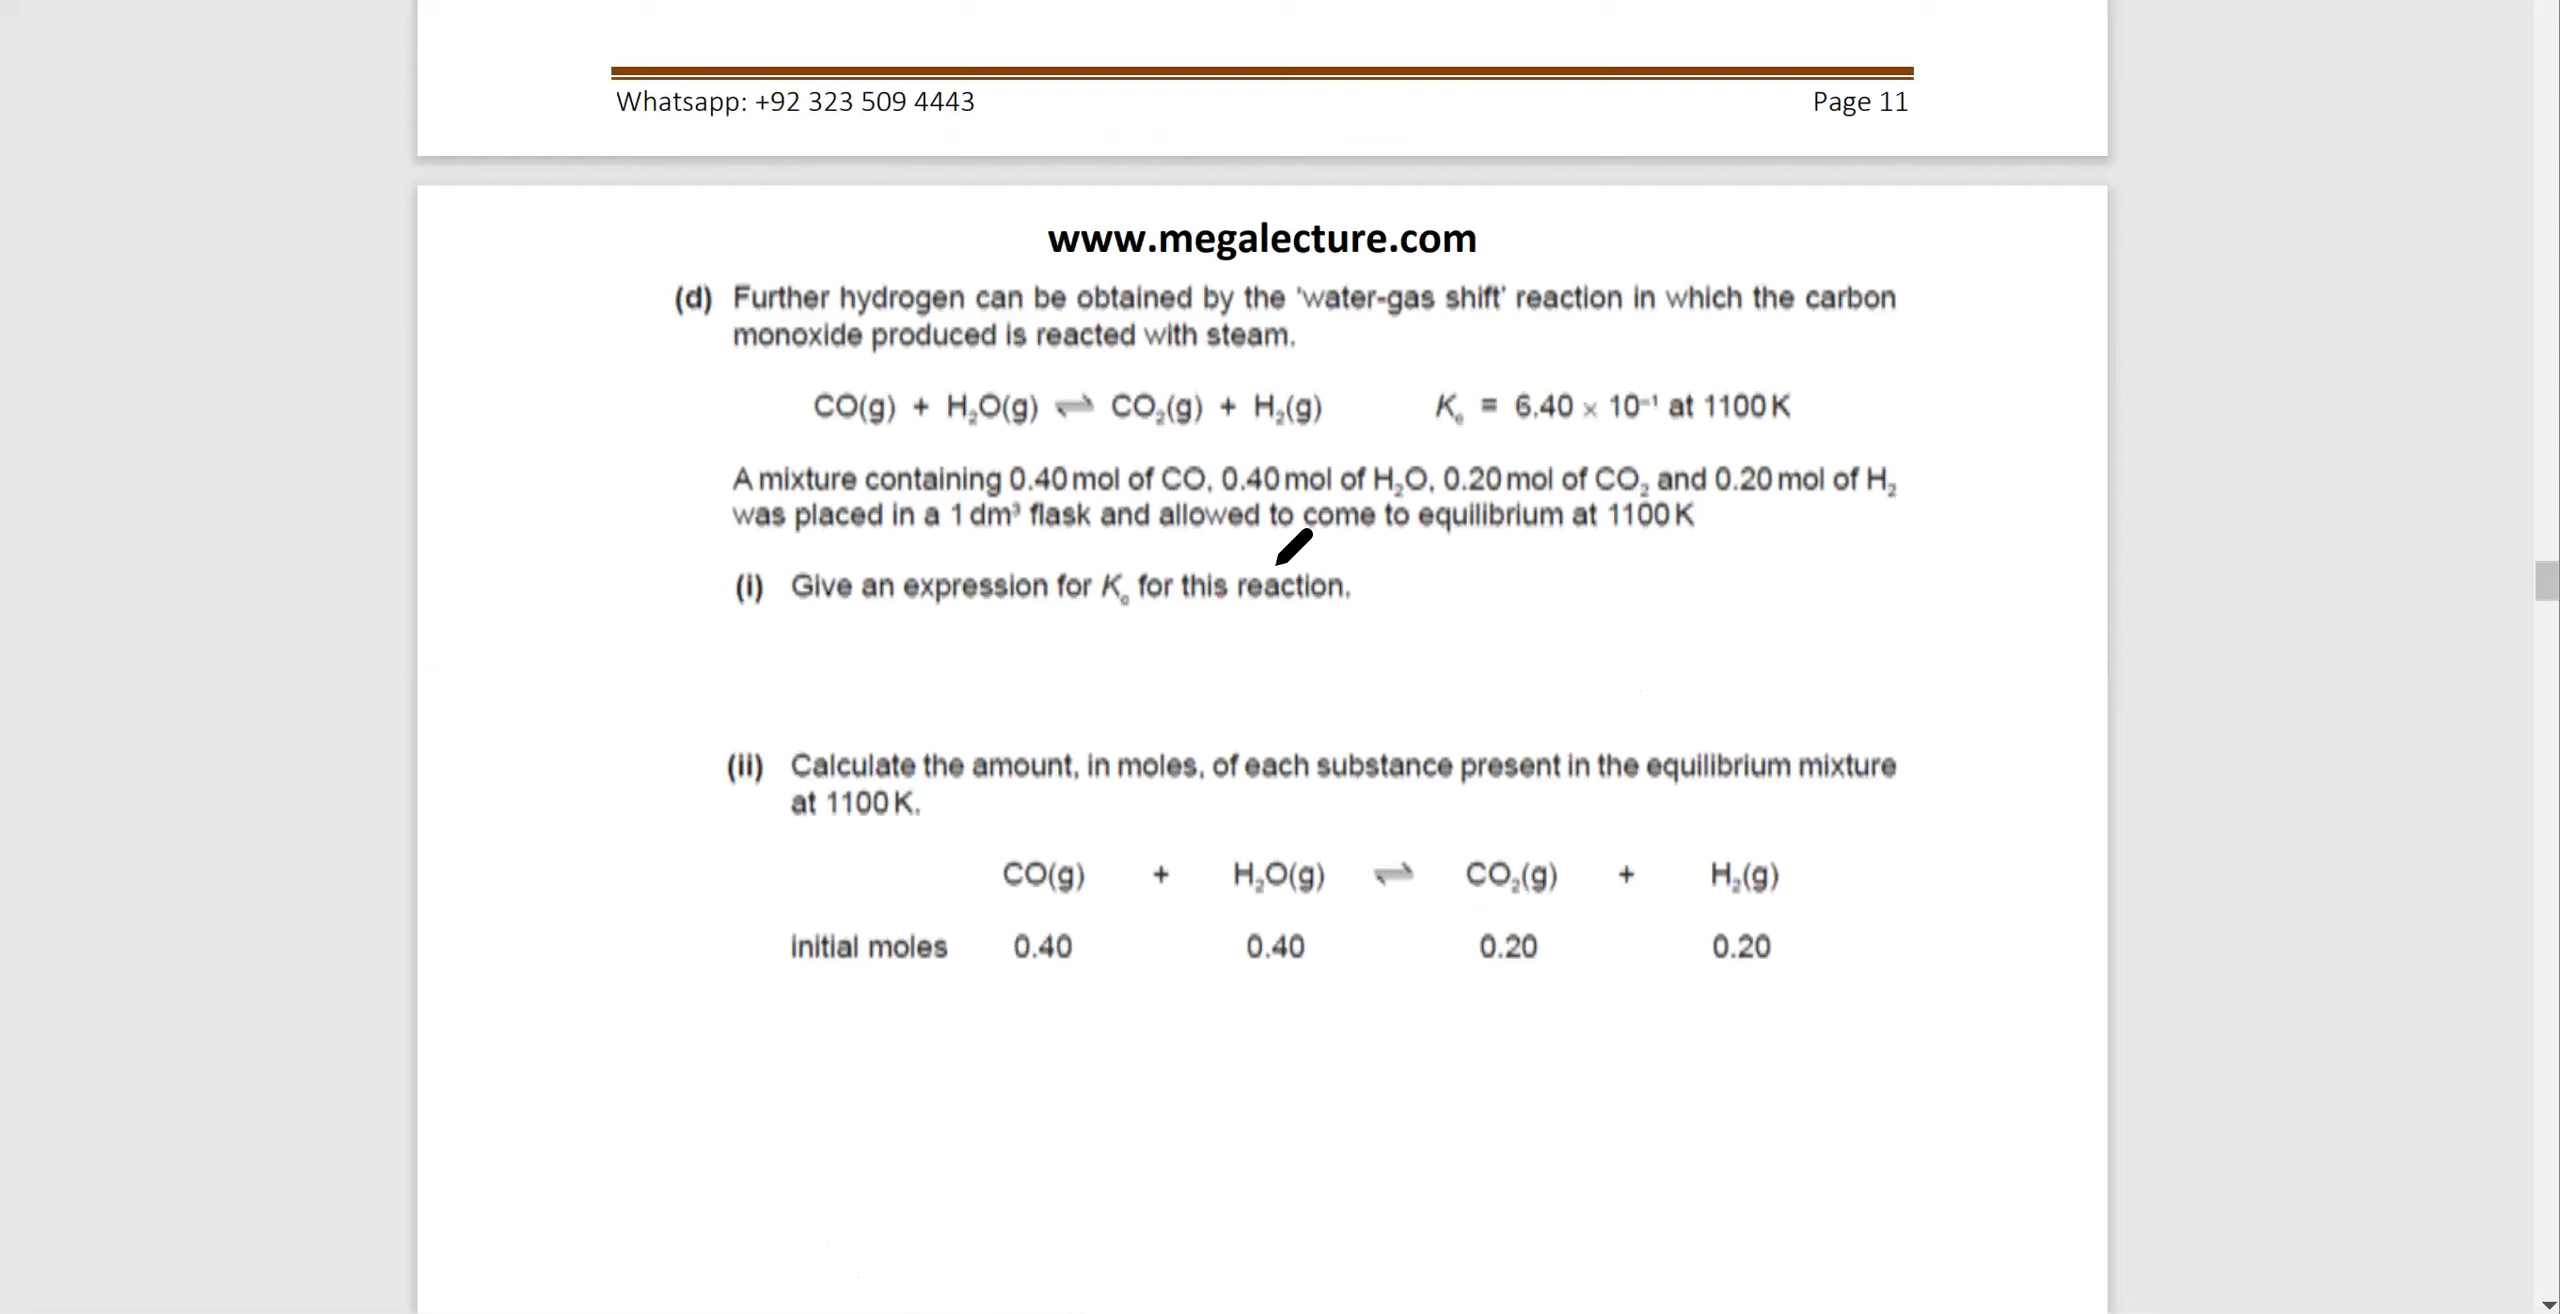 Whatsapp: +92 323 509 4443 Page 11
www.megalecture.com
(d) Further hydrogen can be obtained by the 'water-gas shift' reaction in which the carbon
monoxide produced is reacted with steam.
CO(g) + H₂O(g) ⇌ CO₂(g) + H₂(g) K꜀ = 6.40 × 10⁻¹ at 1100 K
A mixture containing 0.40 mol of CO, 0.40 mol of H₂O, 0.20 mol of CO₂ and 0.20 mol of H₂
was placed in a 1 dm³ flask and allowed to come to equilibrium at 1100 K
(i) Give an expression for K꜀ for this reaction.
(ii) Calculate the amount, in moles, of each substance present in the equilibrium mixture
at 1100 K.
CO(g) + H₂O(g) ⇌ CO₂(g) + H₂(g)
initial moles 0.40 0.40 0.20 0.20